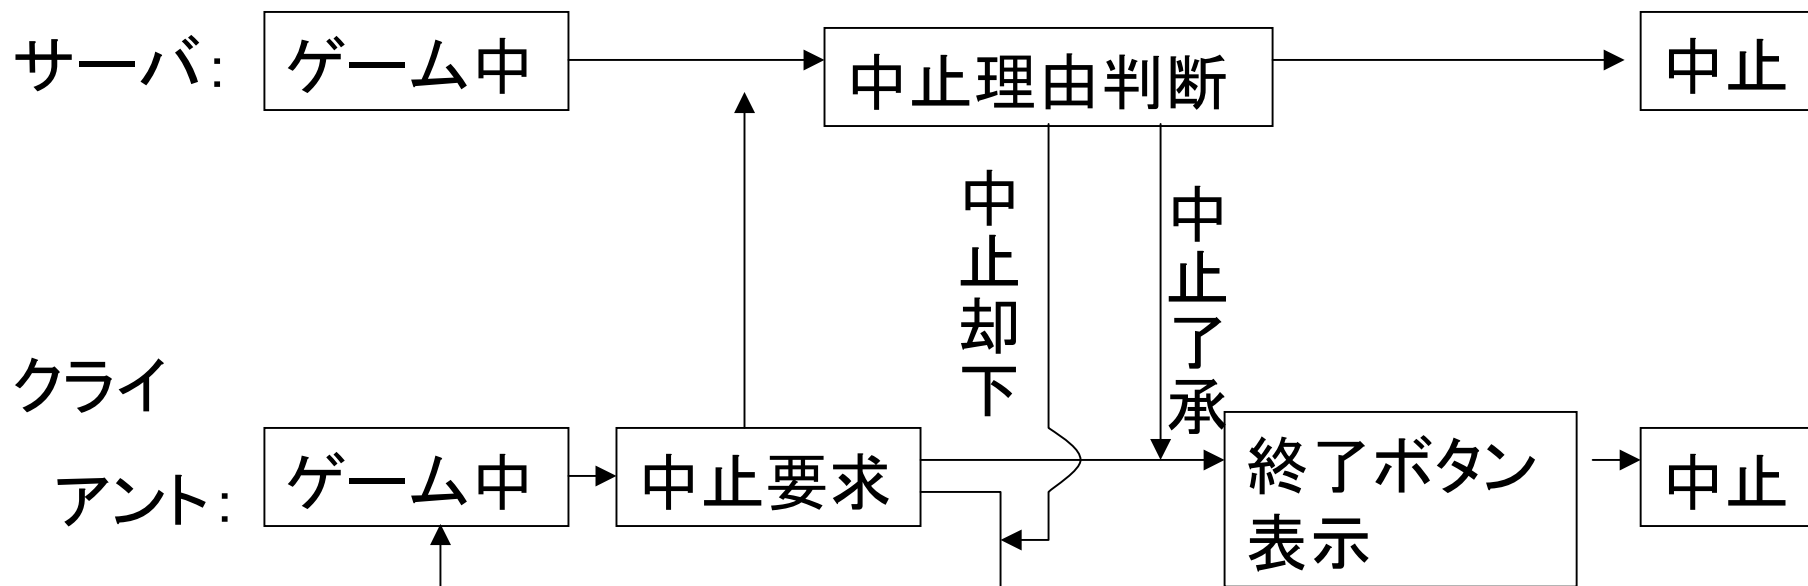 サーバ:
ゲーム中
中止理由判断
中止
中止却下
中止了承
クライ
アント:
ゲーム中
中止要求
終了ボタン
表示
中止